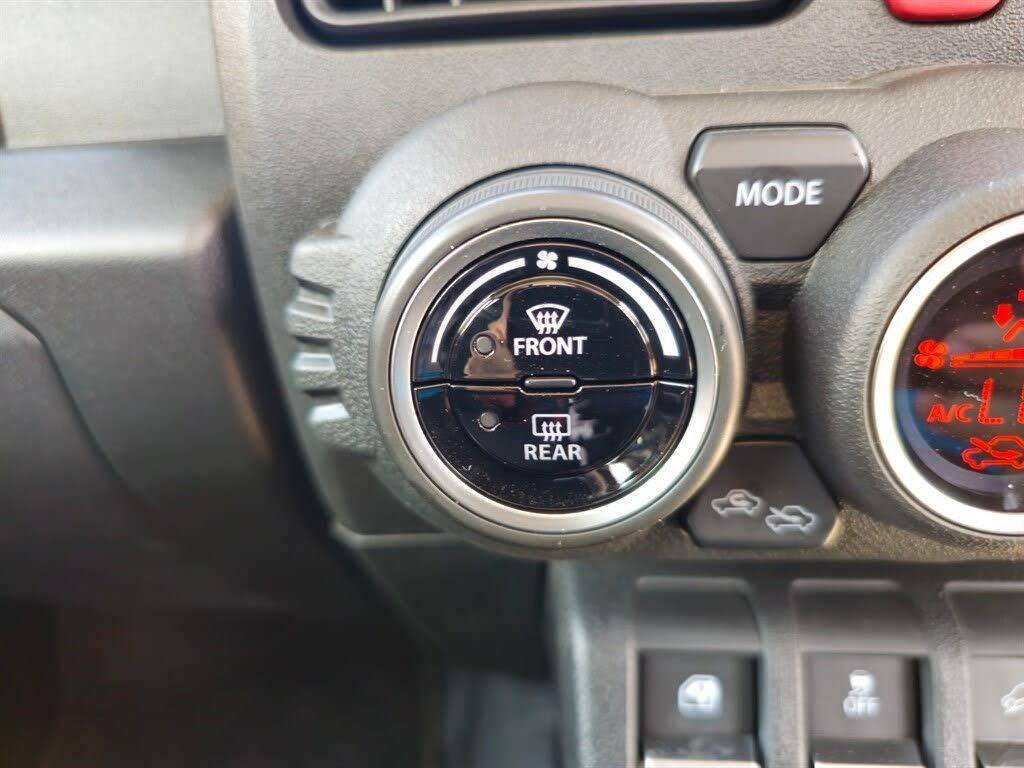 MODE
FRONT
A/C
REAR
OFF